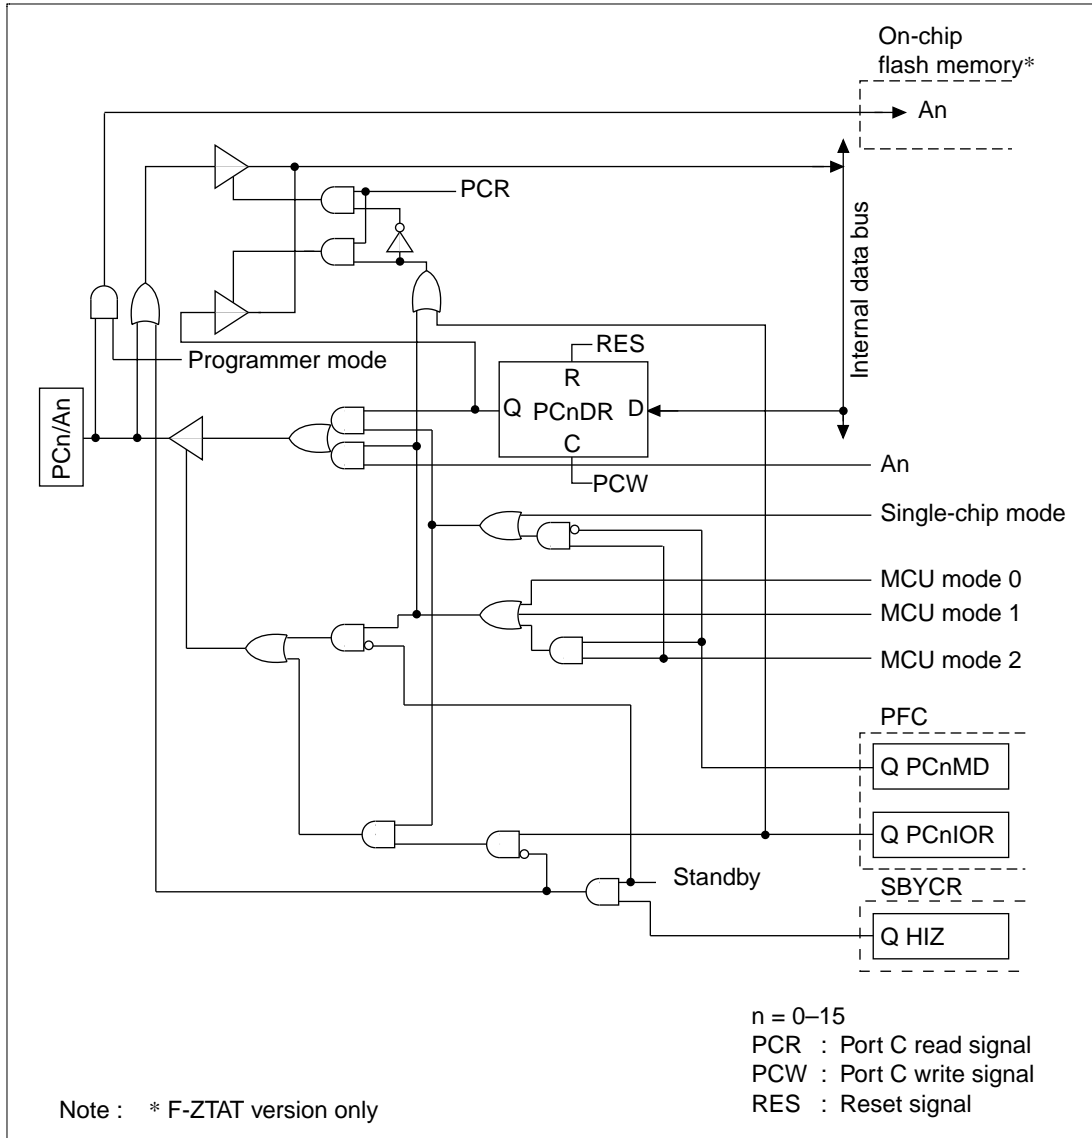 On-chip
flash memory*
An
PCR
Internal data bus
Programmer mode
RES
R
Q PCnDR D
C
PCW
PCn/An
An
Single-chip mode
MCU mode 0
MCU mode 1
MCU mode 2
PFC
Q PCnMD
Q PCnIOR
Standby
SBYCR
Q HIZ
n = 0–15
PCR : Port C read signal
PCW : Port C write signal
RES : Reset signal
Note : * F-ZTAT version only